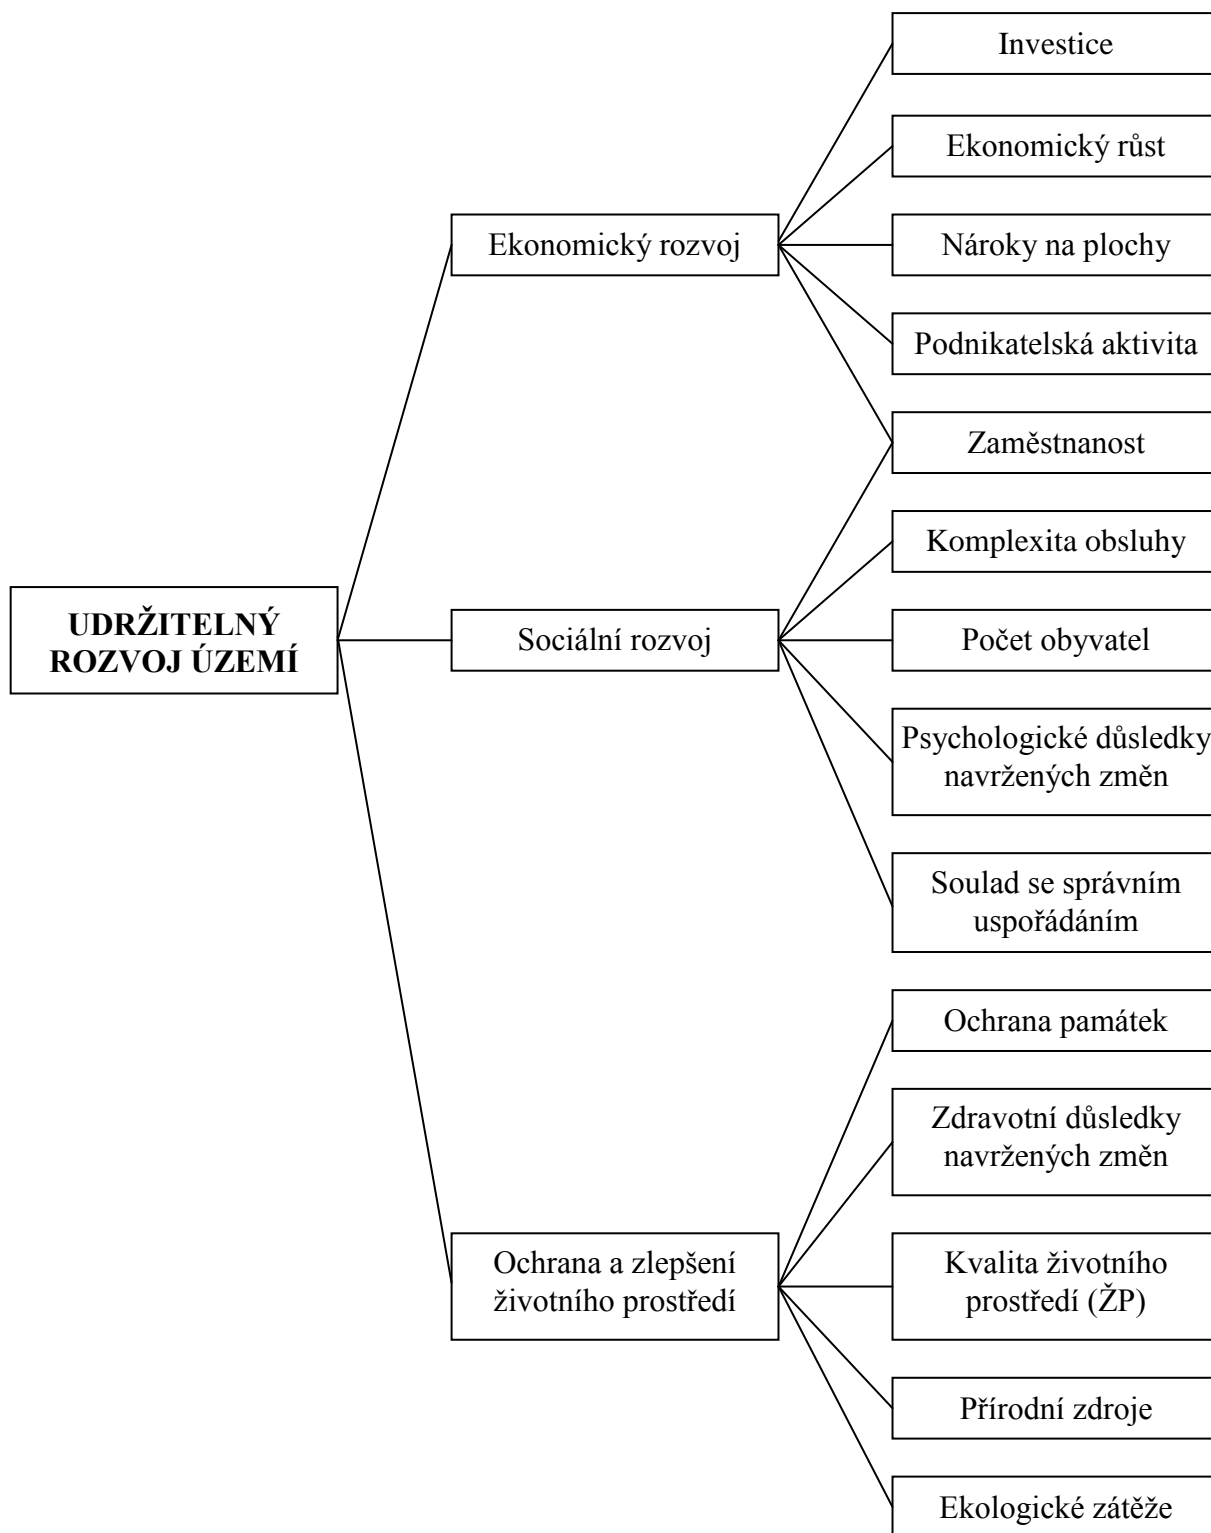 Investice
Ekonomický růst
Ekonomický rozvoj
Nároky na plochy
Podnikatelská aktivita
Zaměstnanost
Komplexita obsluhy
UDRŽITELNÝ
ROZVOJ ÚZEMÍ
Sociální rozvoj
Počet obyvatel
Psychologické důsledky
navržených změn
Soulad se správním
uspořádáním
Ochrana památek
Zdravotní důsledky
navržených změn
Ochrana a zlepšení
životního prostředí
Kvalita životního
prostředí (ŽP)
Přírodní zdroje
Ekologické zátěže